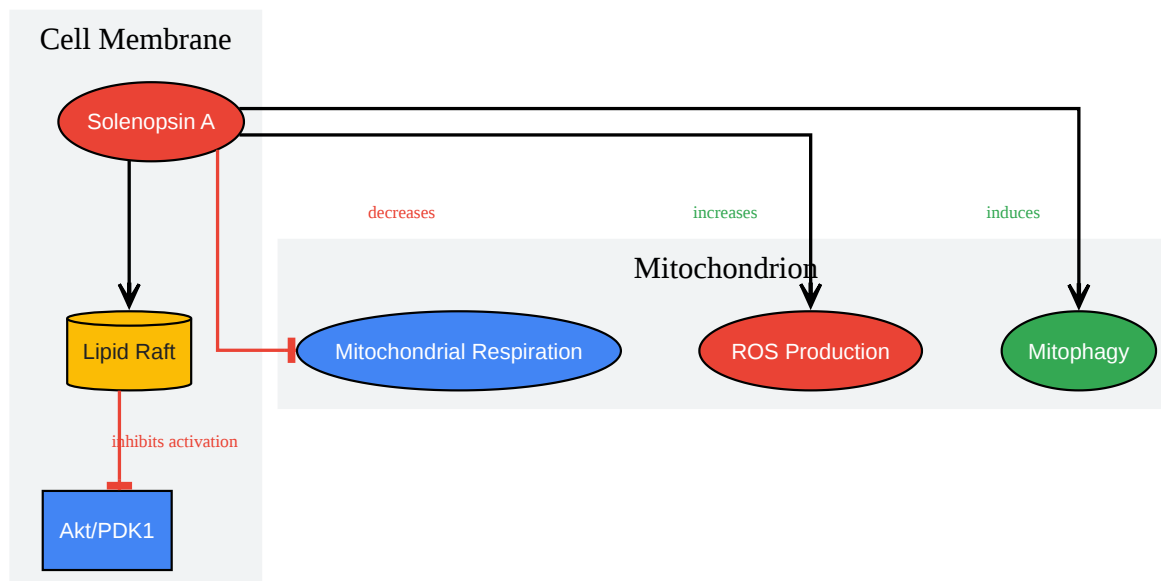 Cell Membrane
Solenopsin A
decreases
increases
induces
Mitochondrion
Lipid Raft
Mitochondrial Respiration
ROS Production
Mitophagy
inhibits activation
Akt/PDK1